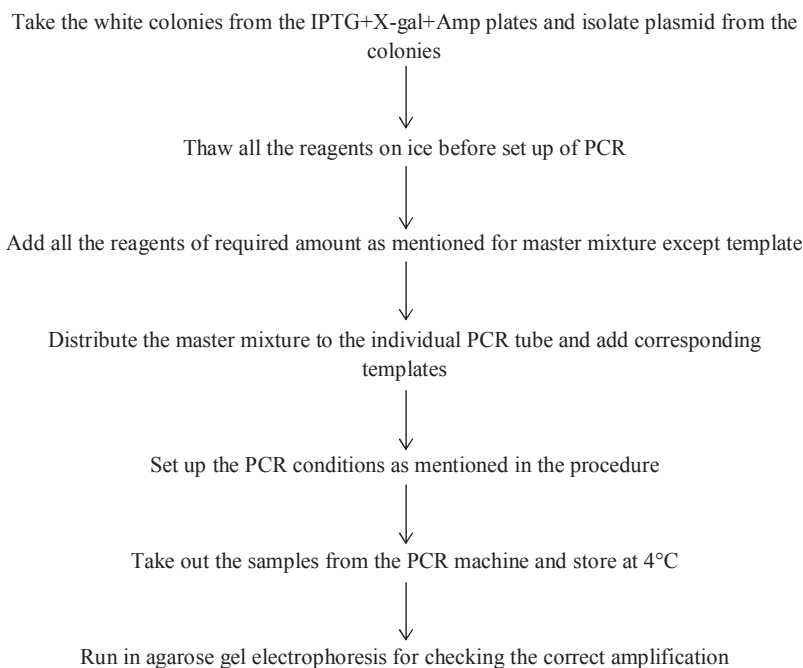 Take the white colonies from the IPTG+X-gal+Amp plates and isolate plasmid from the
colonies
Thaw all the reagents on ice before set up of PCR
Add all the reagents of required amount as mentioned for master mixture except template
Distribute the master mixture to the individual PCR tube and add corresponding
templates
Set up the PCR conditions as mentioned in the procedure
Take out the samples from the PCR machine and store at 4°C
Run in agarose gel electrophoresis for checking the correct amplification